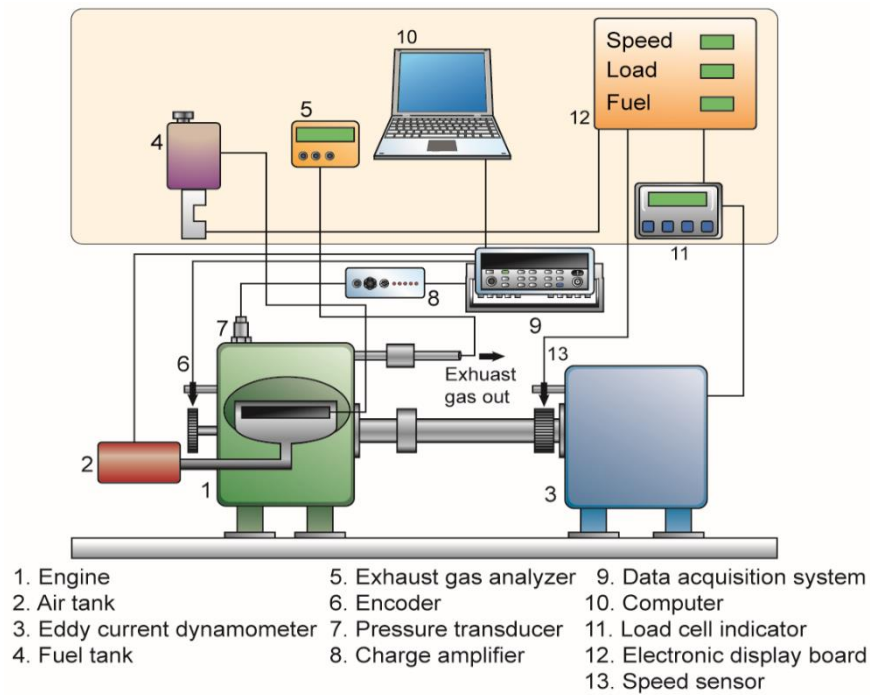 10
Speed
Load
Fuel
5
12
4
11
8
7
9
13
6
Exhuast
gas out
2
1
3
1. Engine
2. Air tank
3. Eddy current dynamometer
4. Fuel tank
5. Exhaust gas analyzer
6. Encoder
7. Pressure transducer
8. Charge amplifier
9. Data acquisition system
10. Computer
11. Load cell indicator
12. Electronic display board
13. Speed sensor